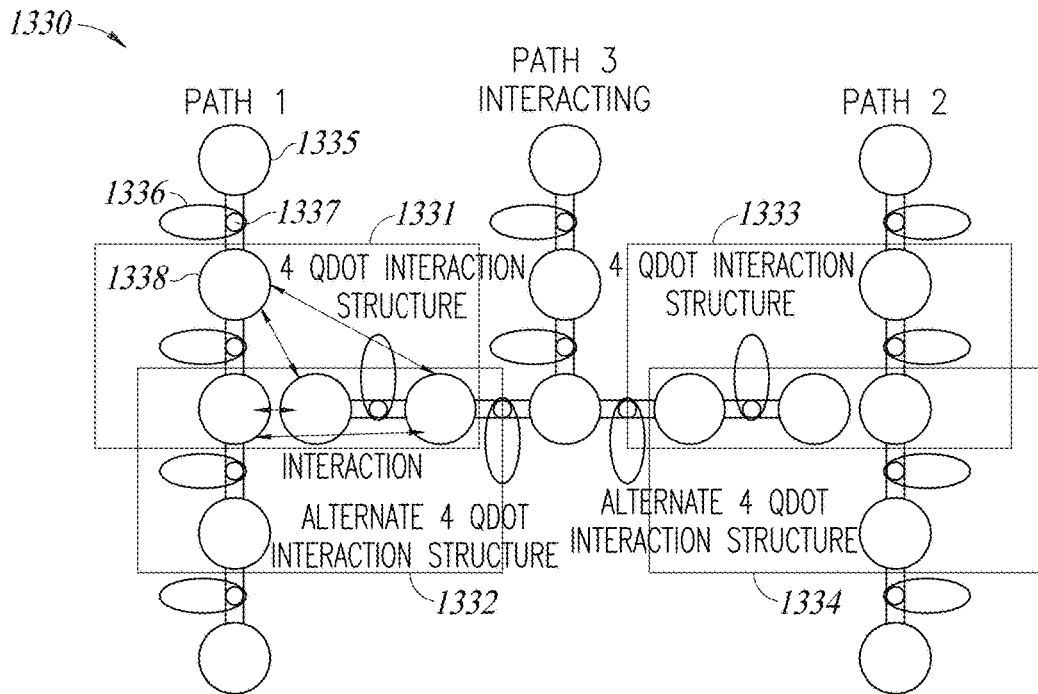 1330
PATH 1
PATH 3
INTERACTING
PATH 2
1335
1336
1337
1331
1333
1338
4 QDOT INTERACTION
STRUCTURE
4 QDOT INTERACTION
STRUCTURE
INTERACTION
ALTERNATE 4 QDOT
INTERACTION STRUCTURE
ALTERNATE 4 QDOT
INTERACTION STRUCTURE
1332
1334